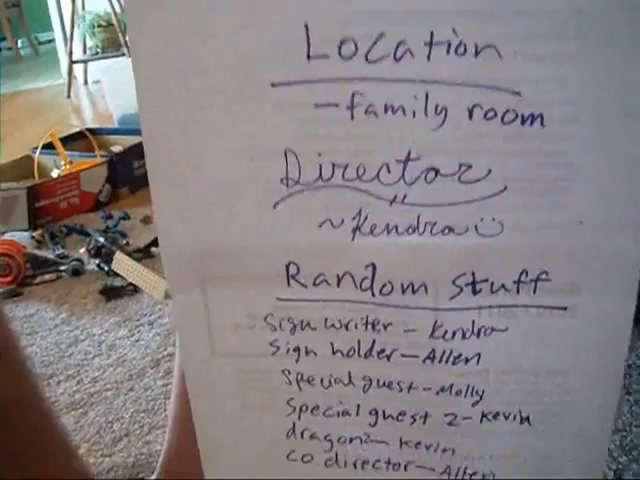 Location
-family room
Director
~Kendra☺
Random Stuff
Sign writer - Kendra
Sign holder-Allen
Special guest-Molly
Special guest 2-Kevin
dragon - Kevin
co director-Allen